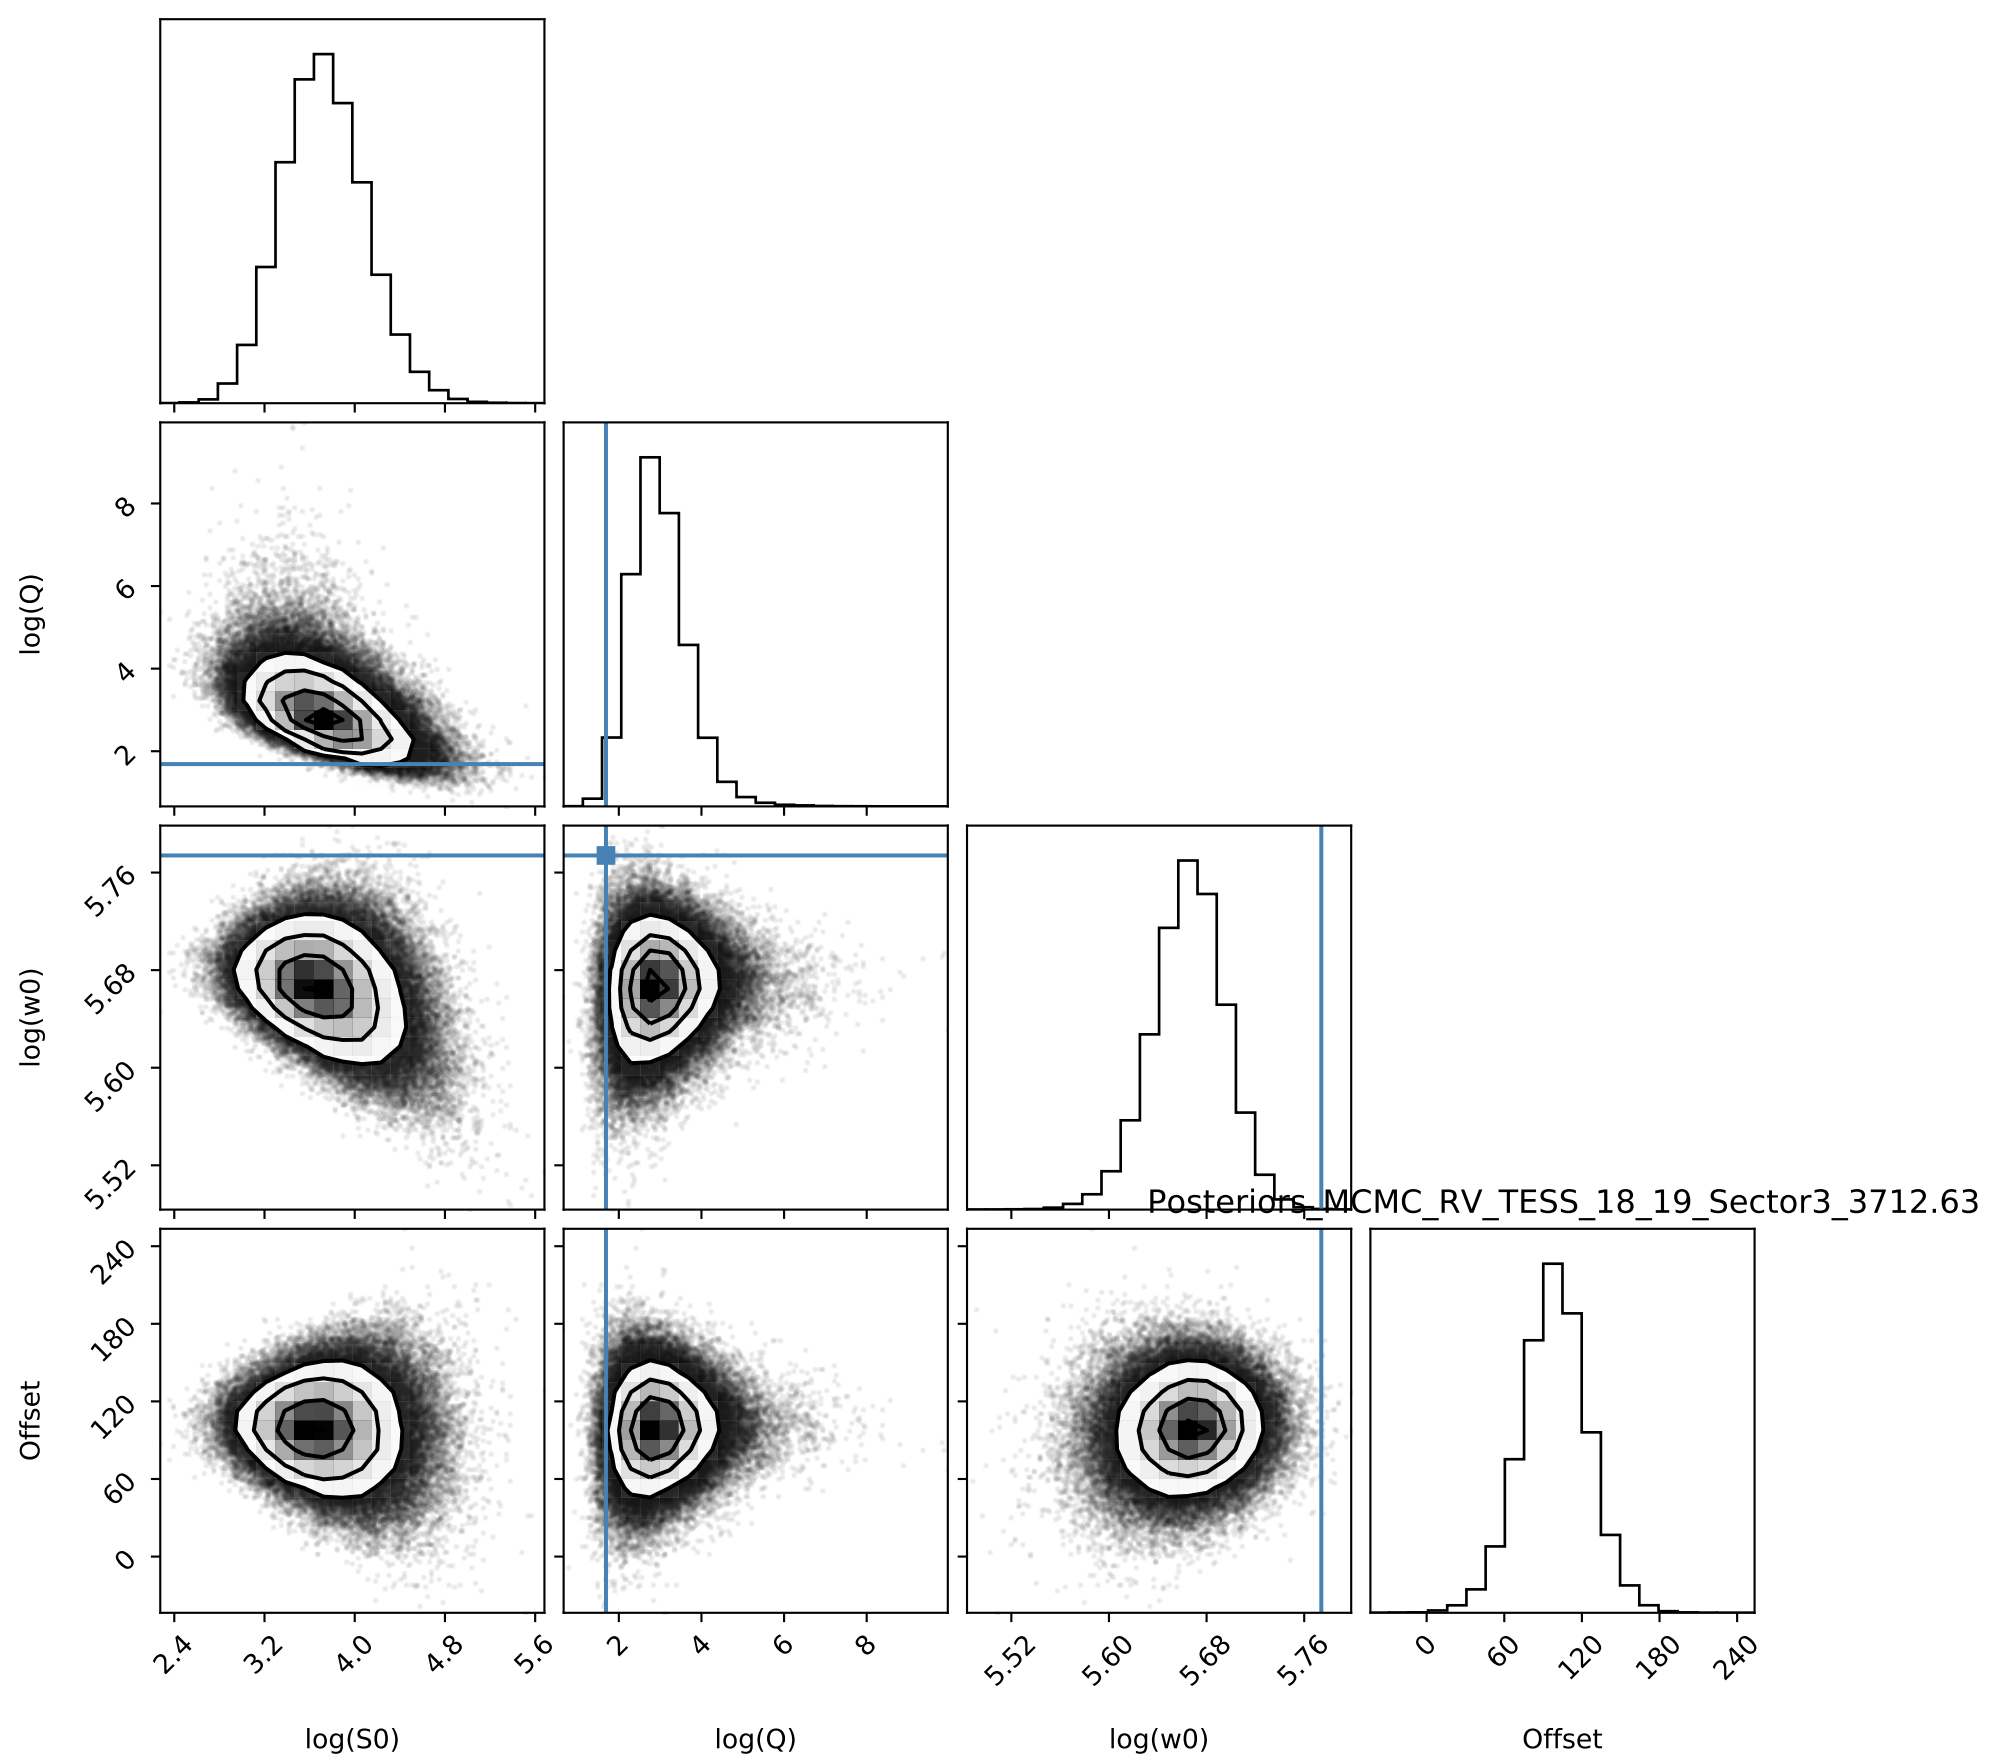 log(Q)
8
6
4
2
log(w0)
5.76
5.68
5.60
5.52
Posteriors_MCMC_RV_TESS_18_19_Sector3_3712.63
Offset
240
180
120
60
0
2.4 3.2 4.0 4.8 5.6
2 4 6 8
5.52 5.60 5.68 5.76
0 60 120 180 240
log(S0)
log(Q)
log(w0)
Offset